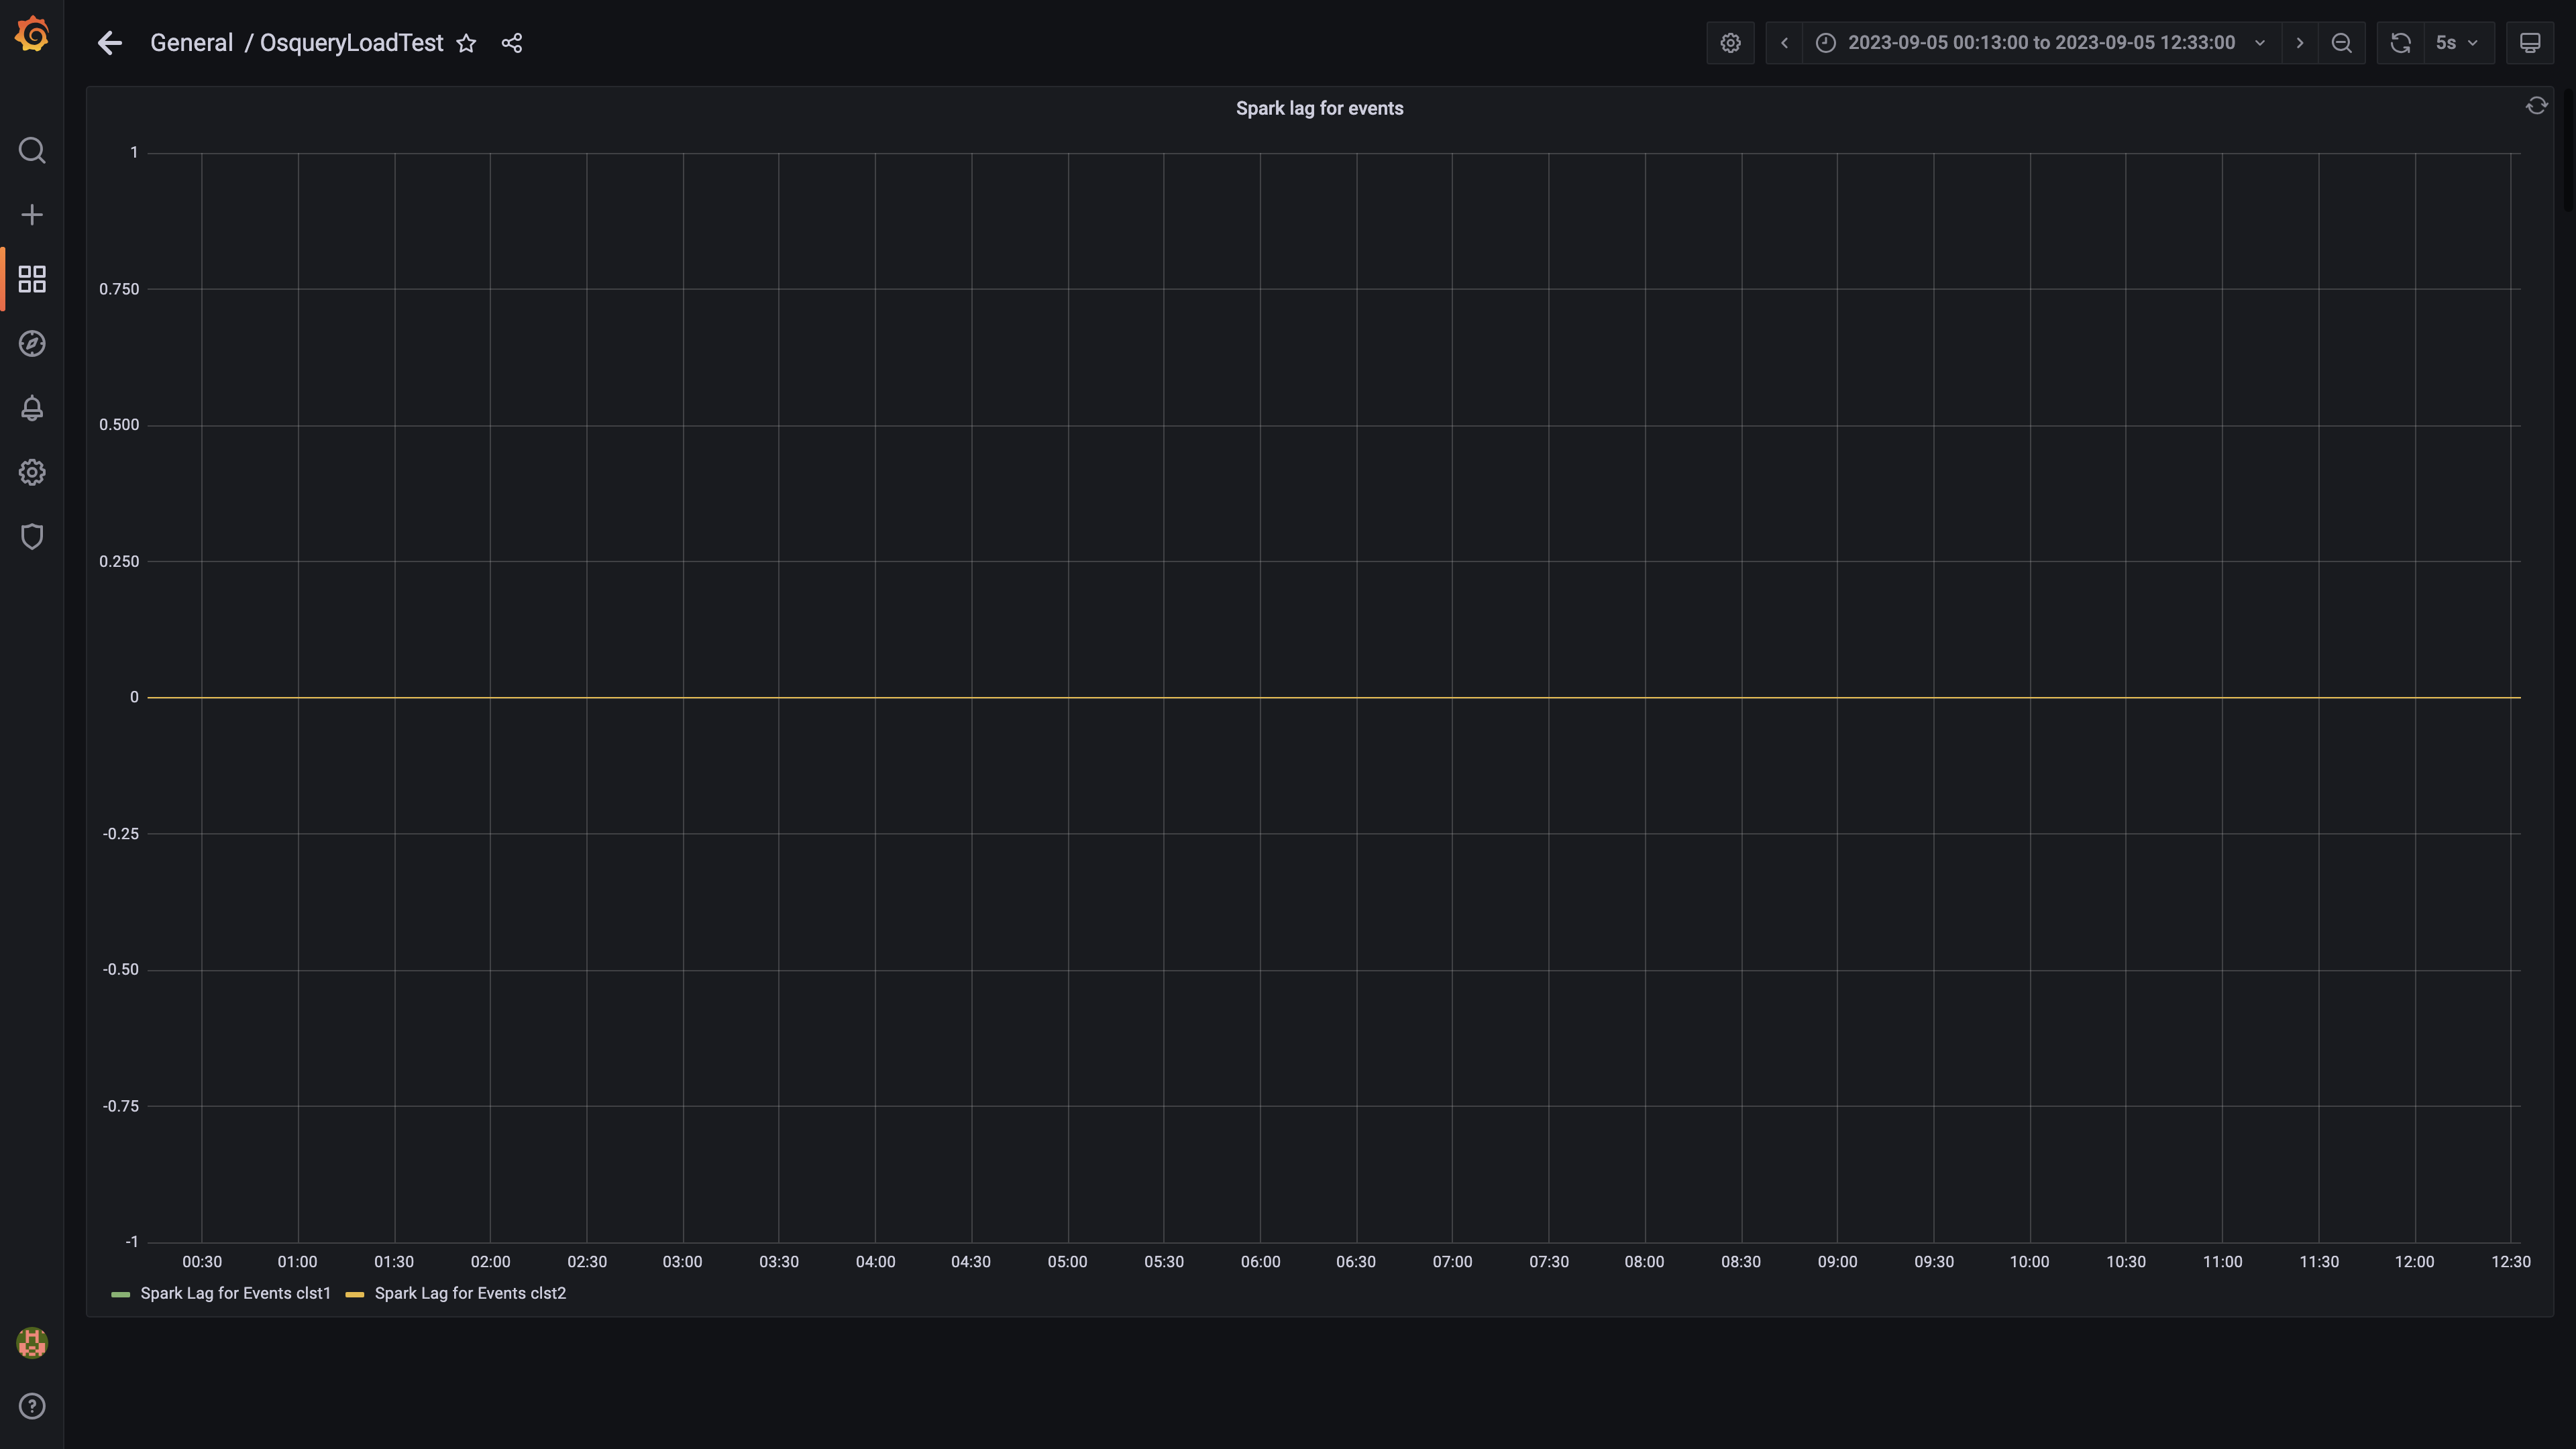 General / OsqueryLoadTest
2023-09-05 00:13:00 to 2023-09-05 12:33:00
5s
Spark lag for events
1
0.750
0.500
0.250
0
-0.25
-0.50
-0.75
-1
00:30 01:00 01:30 02:00 02:30 03:00 03:30 04:00 04:30 05:00 05:30 06:00 06:30 07:00 07:30 08:00 08:30 09:00 09:30 10:00 10:30 11:00 11:30 12:00 12:30
Spark Lag for Events clst1 Spark Lag for Events clst2